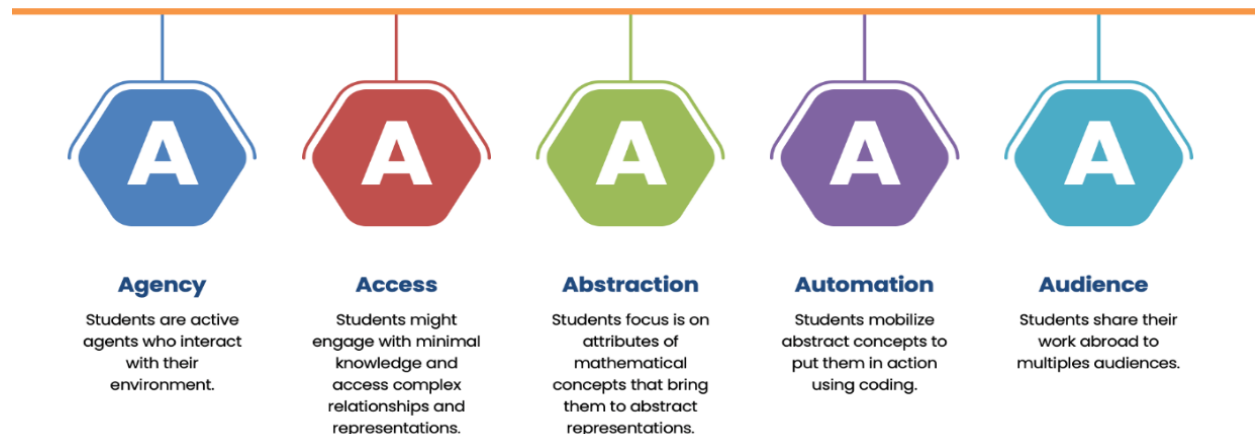 A
A
A
A
A
Agency
Students are active
agents who interact
with their
environment.
Access
Students might
engage with minimal
knowledge and
access complex
relationships and
representations.
Abstraction
Students focus is on
attributes of
mathematical
concepts that bring
them to abstract
representations.
Automation
Students mobilize
abstract concepts to
put them in action
using coding.
Audience
Students share their
work abroad to
multiple audiences.